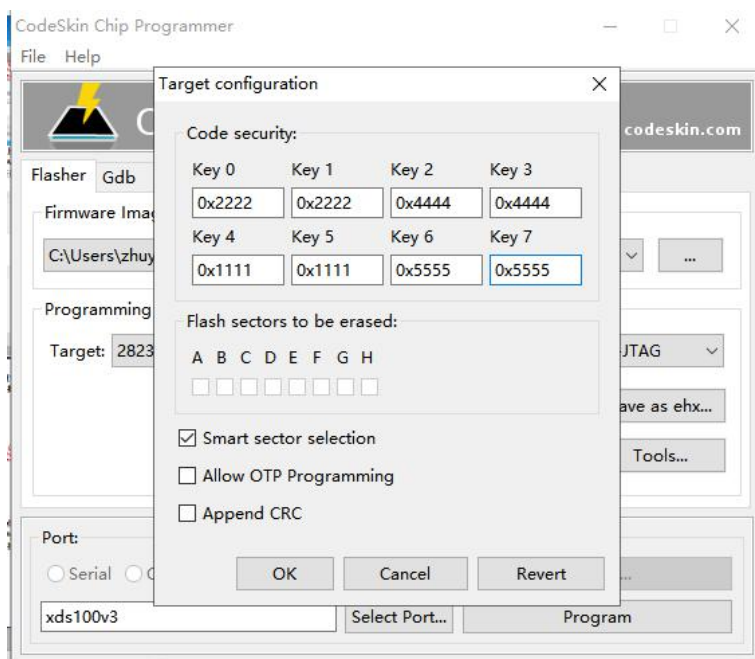 CodeSkin Chip Programmer
File Help
Target configuration
C
codeskin.com
Code security:
Key 0 Key 1 Key 2 Key 3
0x2222 0x2222 0x4444 0x4444
Key 4 Key 5 Key 6 Key 7
0x1111 0x1111 0x5555 0x5555
Flasher Gdb
Firmware Imag
C:\Users\zhuy
...
Programming
Target: 2823
JTAG
Flash sectors to be erased:
A B C D E F G H
ave as ehx...
Smart sector selection
Tools...
Allow OTP Programming
Append CRC
Port:
Serial
OK Cancel Revert
...
xds100v3 Select Port... Program